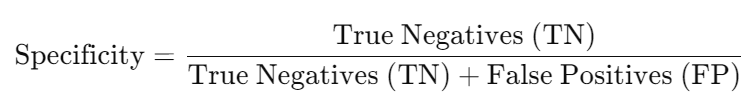 Specificity = True Negatives (TN) / True Negatives (TN) + False Positives (FP)